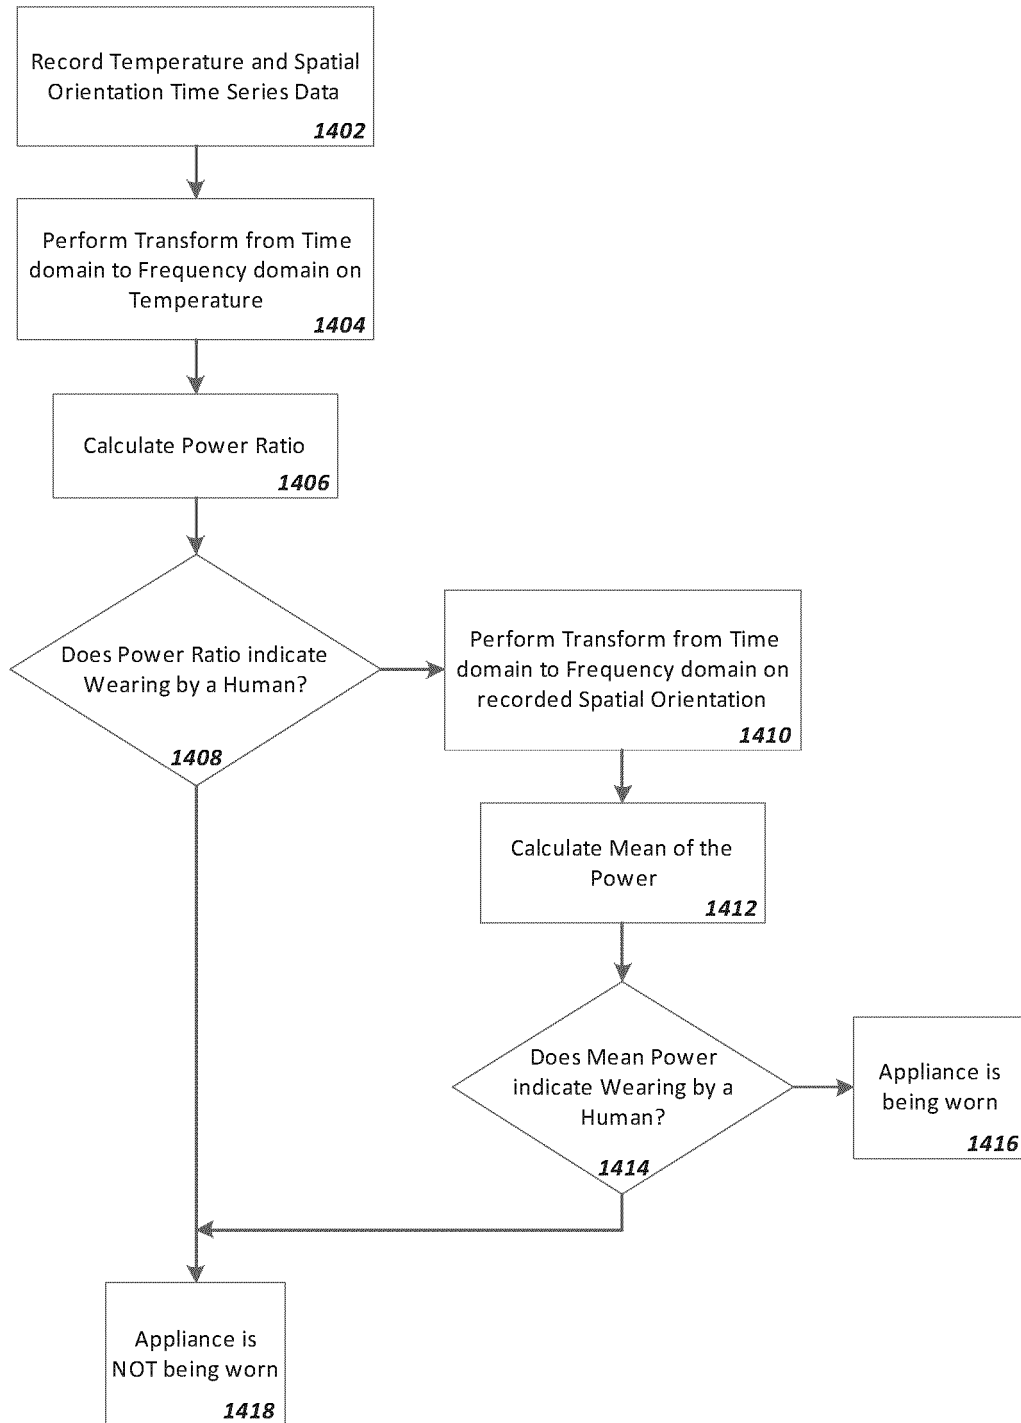 Record Temperature and Spatial
Orientation Time Series Data
1402
Perform Transform from Time
domain to Frequency domain on
Temperature
1404
Calculate Power Ratio
1406
Does Power Ratio indicate
Wearing by a Human?
1408
Perform Transform from Time
domain to Frequency domain on
recorded Spatial Orientation
1410
Calculate Mean of the
Power
1412
Does Mean Power
indicate Wearing by a
Human?
1414
Appliance is
being worn
1416
Appliance is
NOT being worn
1418